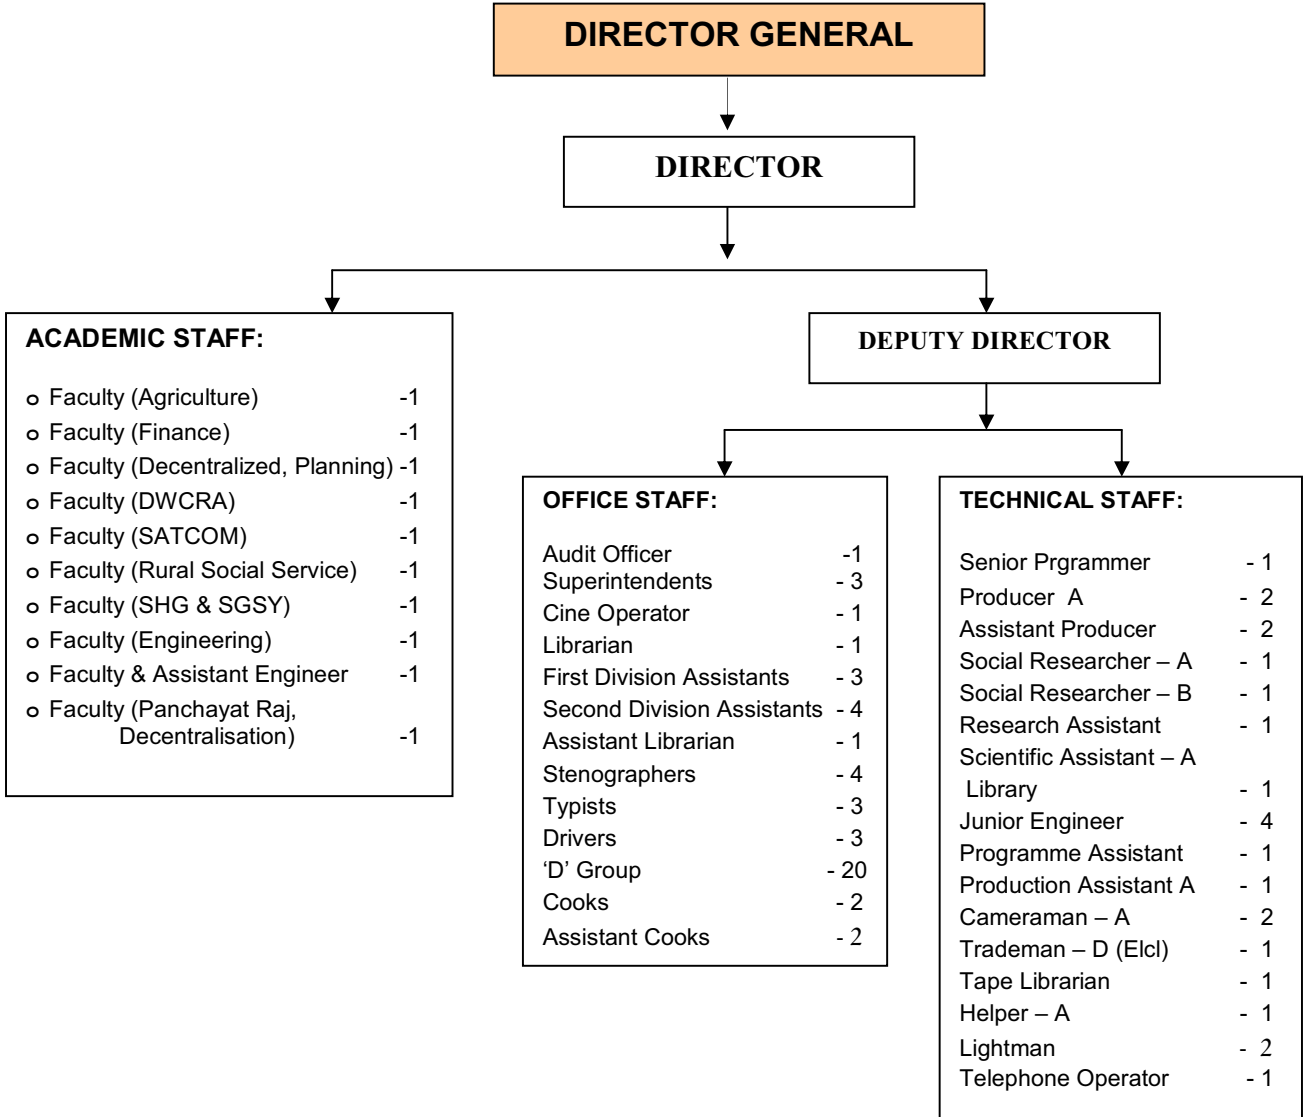 DIRECTOR GENERAL
DIRECTOR
ACADEMIC STAFF:
o Faculty (Agriculture) -1
o Faculty (Finance) -1
o Faculty (Decentralized, Planning) -1
o Faculty (DWCRA) -1
o Faculty (SATCOM) -1
o Faculty (Rural Social Service) -1
o Faculty (SHG & SGSY) -1
o Faculty (Engineering) -1
o Faculty & Assistant Engineer -1
o Faculty (Panchayat Raj,
Decentralisation) -1
DEPUTY DIRECTOR
OFFICE STAFF:
Audit Officer -1
Superintendents - 3
Cine Operator - 1
Librarian - 1
First Division Assistants - 3
Second Division Assistants - 4
Assistant Librarian - 1
Stenographers - 4
Typists - 3
Drivers - 3
‘D’ Group - 20
Cooks - 2
Assistant Cooks - 2
TECHNICAL STAFF:
Senior Prgrammer - 1
Producer A - 2
Assistant Producer - 2
Social Researcher – A - 1
Social Researcher – B - 1
Research Assistant - 1
Scientific Assistant – A
Library - 1
Junior Engineer - 4
Programme Assistant - 1
Production Assistant A - 1
Cameraman – A - 2
Trademan – D (Elcl) - 1
Tape Librarian - 1
Helper – A - 1
Lightman - 2
Telephone Operator - 1